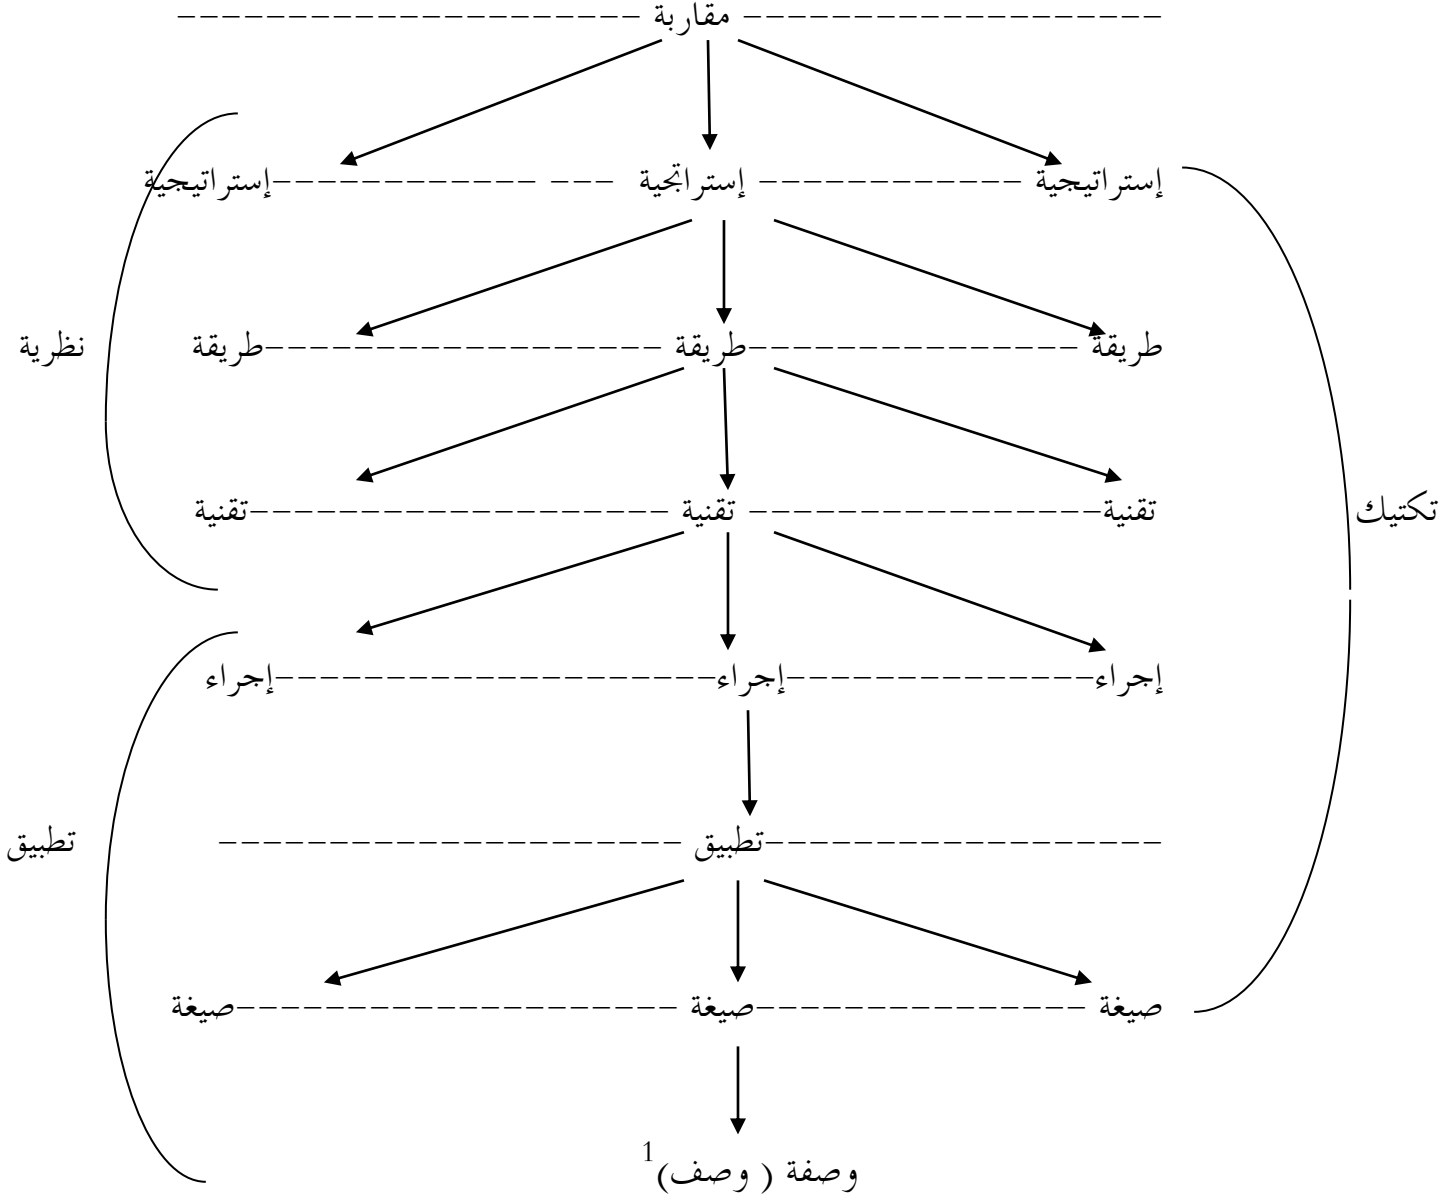 مقاربة
إستراتيجية إستراتجية إستراتيجية
طريقة طريقة طريقة نظرية
تكتيك تقنية تقنية تقنية
إجراء إجراء إجراء
تطبيق تطبيق
صيغة صيغة صيغة
وصفة ( وصف)1